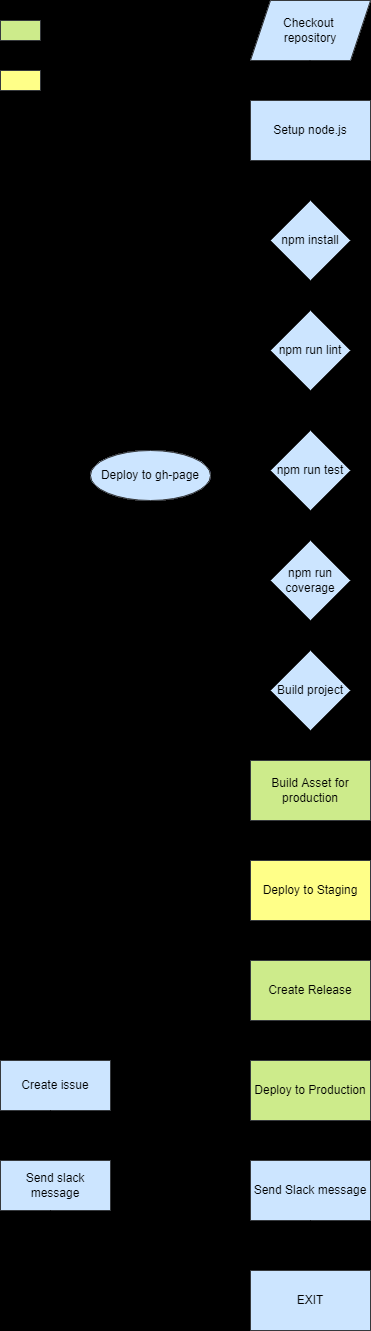 Checkout
repository
Setup node.js
npm install
npm run lint
npm run test
Deploy to gh-page
npm run
coverage
Build project
Build Asset for
production
Deploy to Staging
Create Release
Create issue
Deploy to Production
Send slack
message
Send Slack message
EXIT